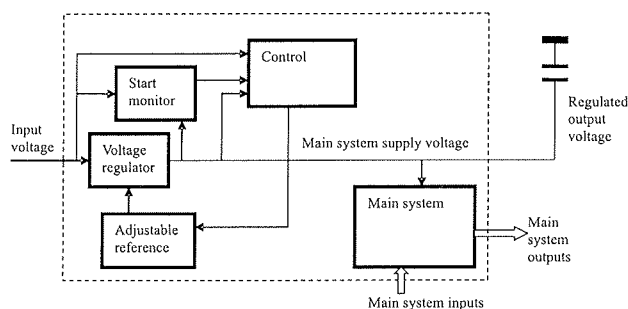 Control
Start
monitor
Input
voltage
Voltage
regulator
Main system supply voltage
Regulated
output
voltage
Adjustable
reference
Main system
Main
system
outputs
Main system inputs